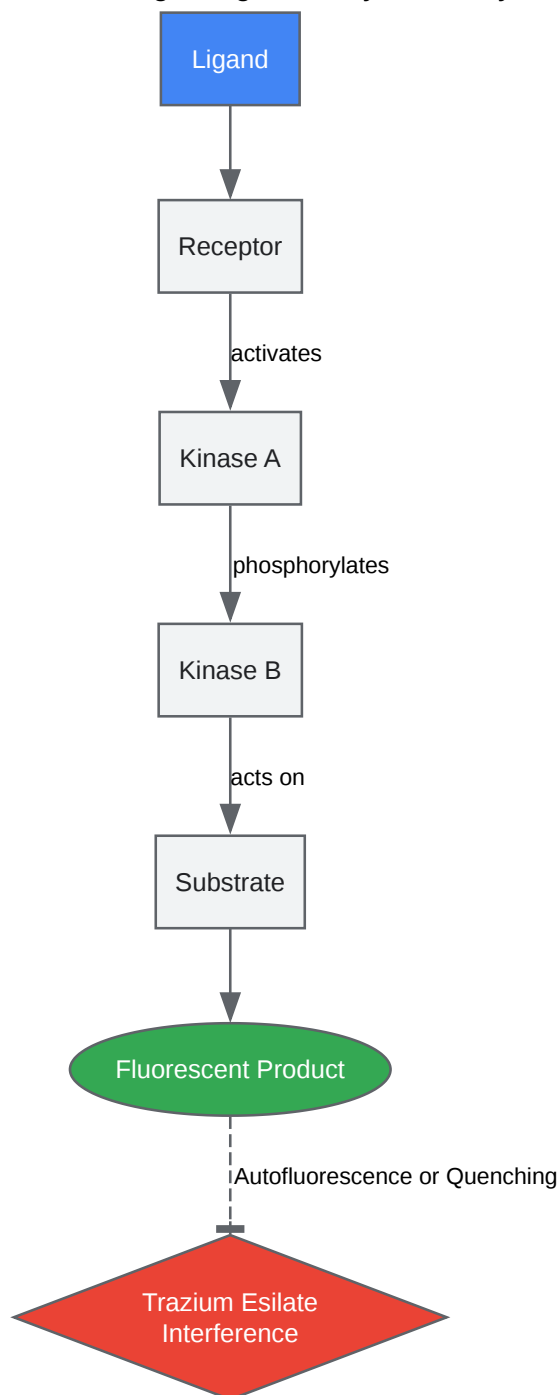 Ligand
Receptor
activates
Kinase A
phosphorylates
Kinase B
acts on
Substrate
Fluorescent Product
Autofluorescence or Quenching
Trazium Esilate
Interference